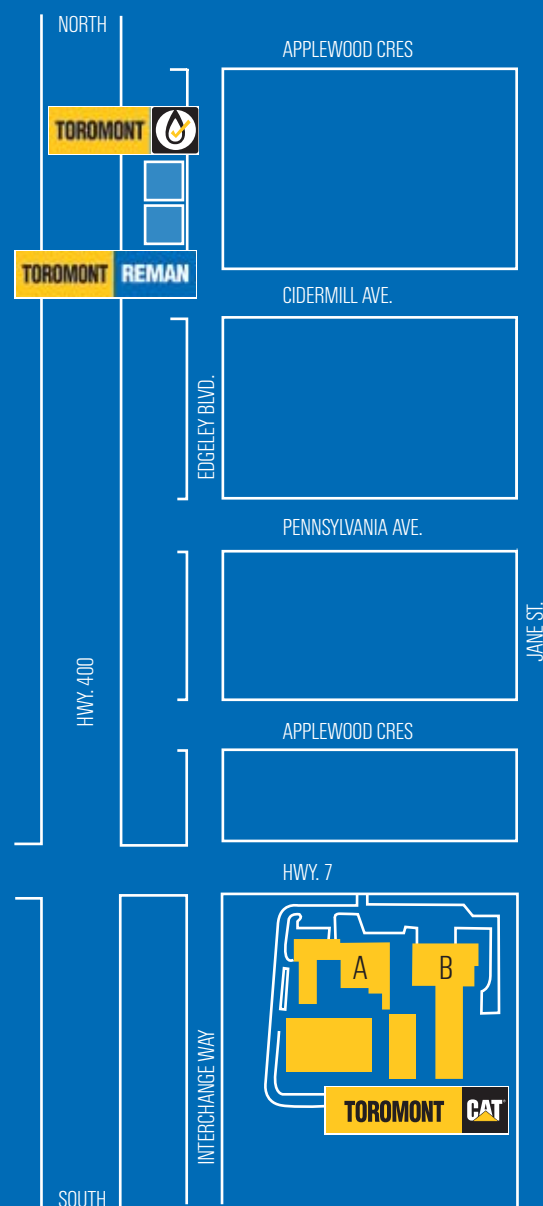 NORTH
APPLEWOOD CRES
TOROMONT
TOROMONT REMAN
CIDERMILL AVE.
EDGELEY BLVD.
PENNSYLVANIA AVE.
JANE ST.
HWY. 400
APPLEWOOD CRES
HWY. 7
A B
INTERCHANGE WAY
TOROMONT CAT
SOUTH